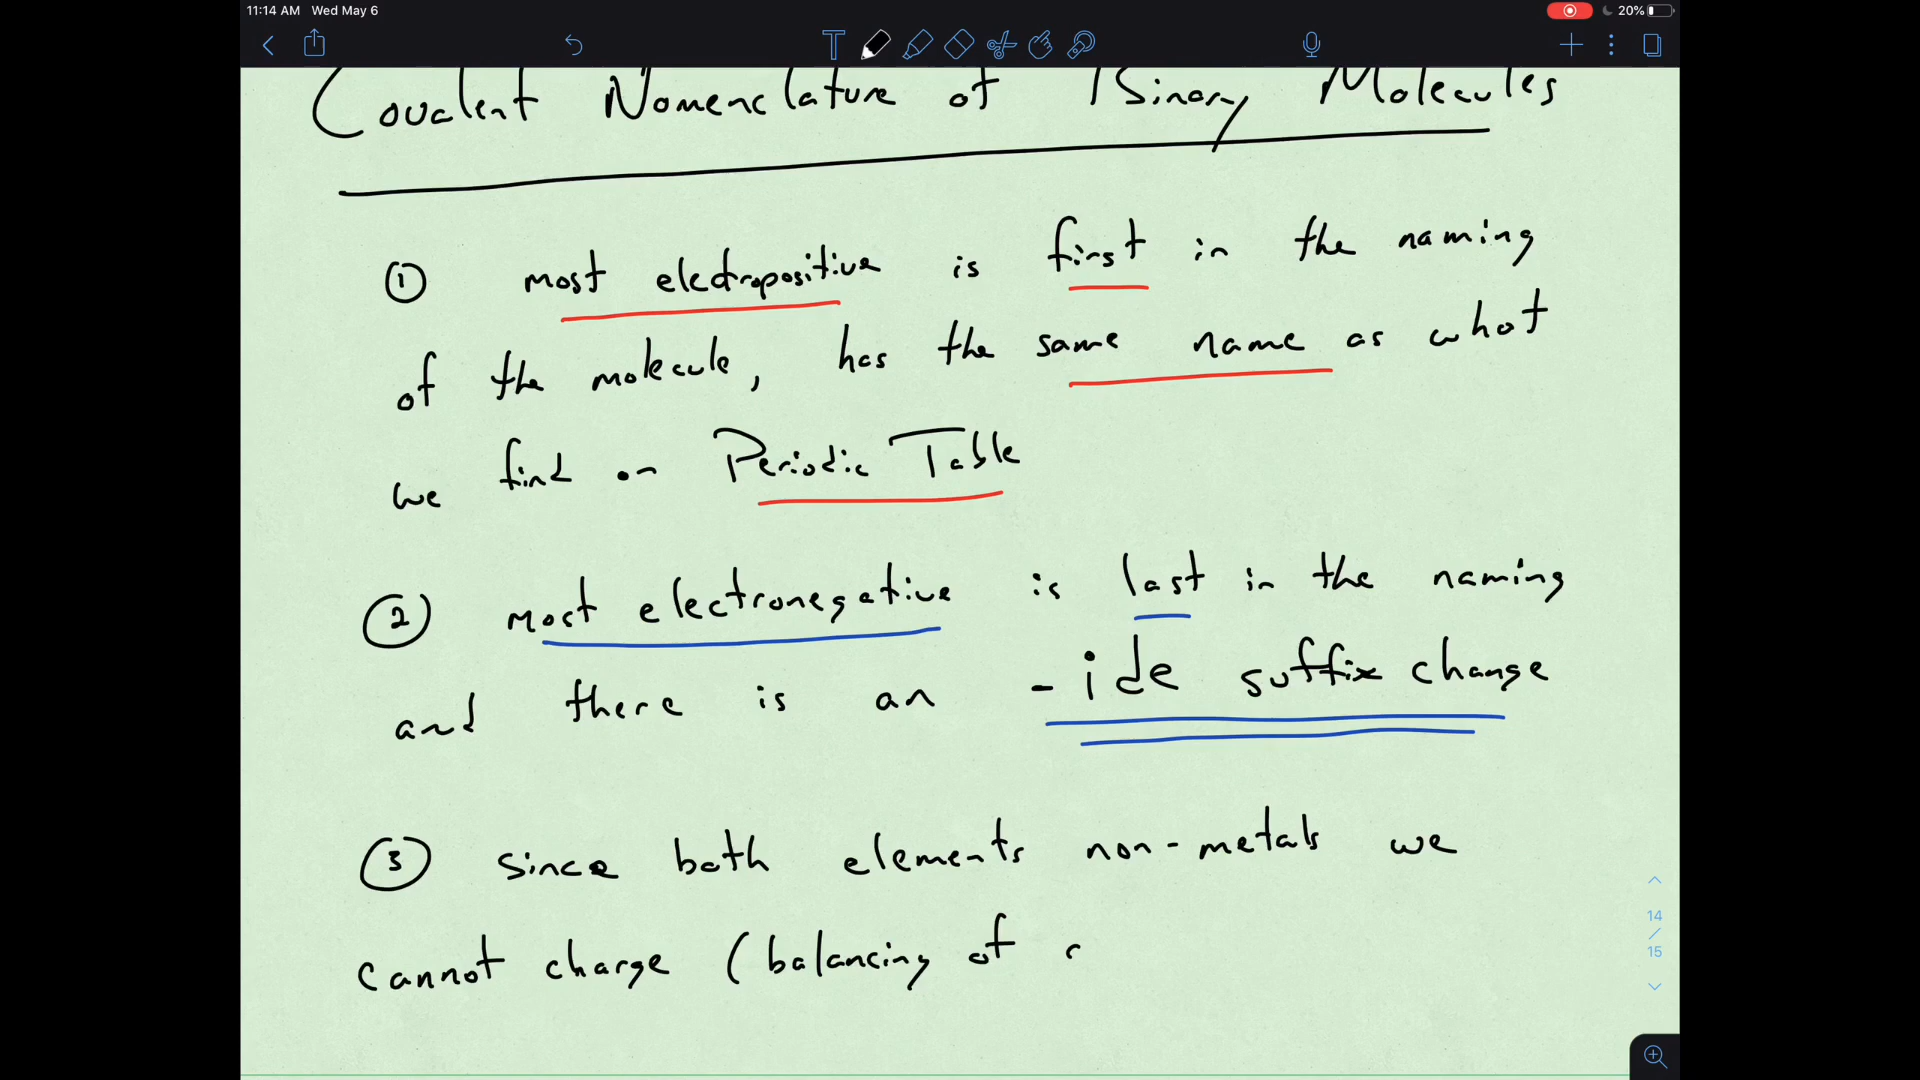 11:14 AM Wed May 6
20%
Covalent Nomenclature of Binary Molecules
1 most electropositive is first in the naming
of the molecule, has the same name as what
we find on Periodic Table
2 most electronegative is last in the naming
and there is an -ide suffix change
3 since both elements non-metals we
cannot charge (balancing of c
14
/
15